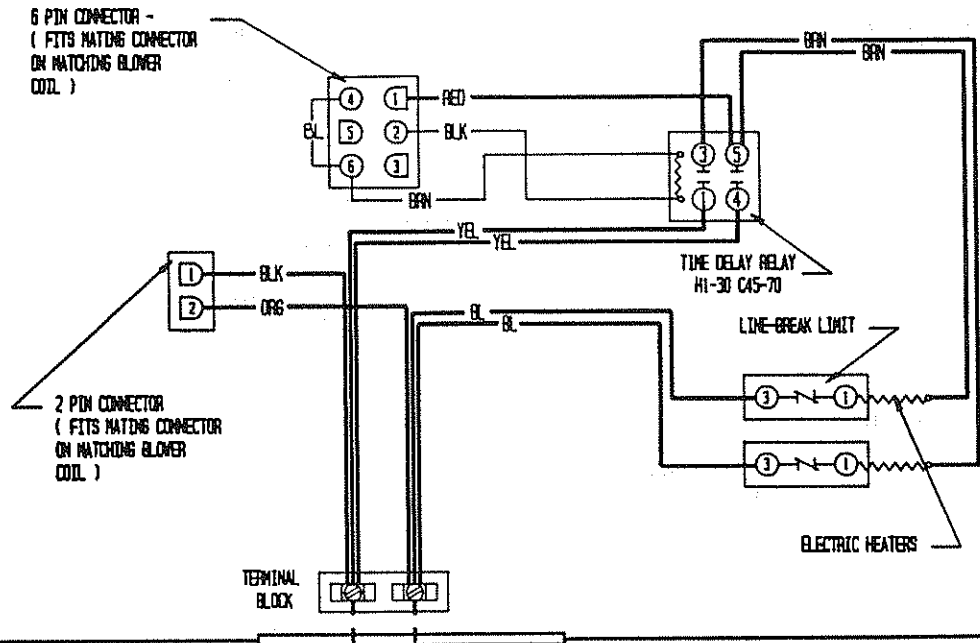 6 PIN CONNECTOR -
( FITS MATING CONNECTOR
ON MATCHING BLOWER
COIL )
4
1
RED
BL
5
2
BLK
6
3
BRN
BRN
BRN
3
5
1
4
TIME DELAY RELAY
H1-30 C45-70
YEL
YEL
1
BLK
2
ORG
BL
BL
LINE-BREAK LIMIT
3
1
3
1
2 PIN CONNECTOR
( FITS MATING CONNECTOR
ON MATCHING BLOWER
COIL )
ELECTRIC HEATERS
TERMINAL
BLOCK